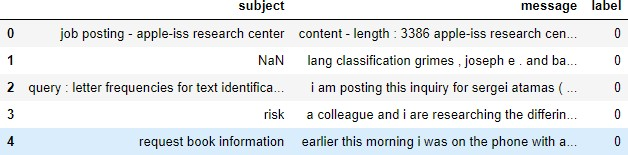 subject message label
0 job posting - apple-iss research center content - length : 3386 apple-iss research cen... 0
1 NaN lang classification grimes , joseph e . and ba... 0
2 query : letter frequencies for text identifica... i am posting this inquiry for sergei atamas ( ... 0
3 risk a colleague and i are researching the differin... 0
4 request book information earlier this morning i was on the phone with a... 0